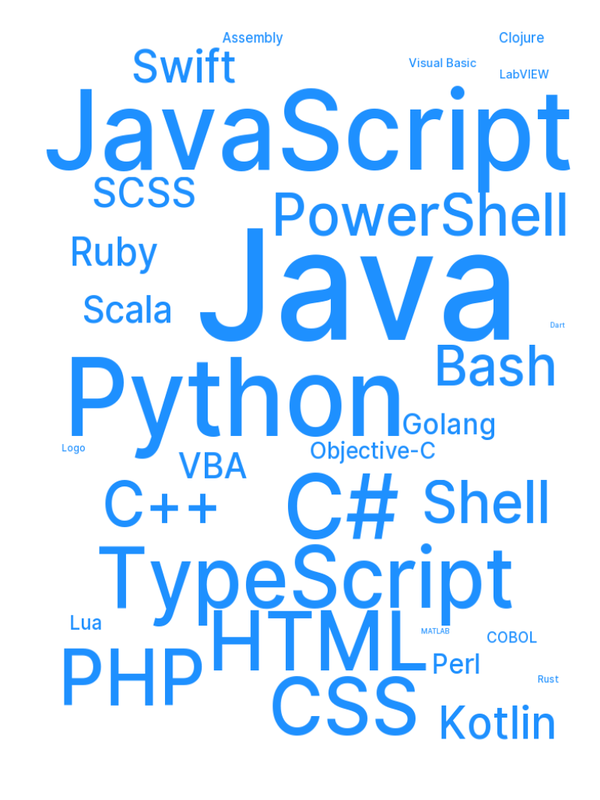 Assembly
Clojure
Swift
Visual Basic
LabVIEW
JavaScript
SCSS
PowerShell
Ruby
Java
Scala
Dart
Bash
Python
Golang
Logo
Objective-C
VBA
C++
C#
Shell
TypeScript
Lua
HTML
MATLAB
COBOL
Perl
PHP
Rust
CSS
Kotlin